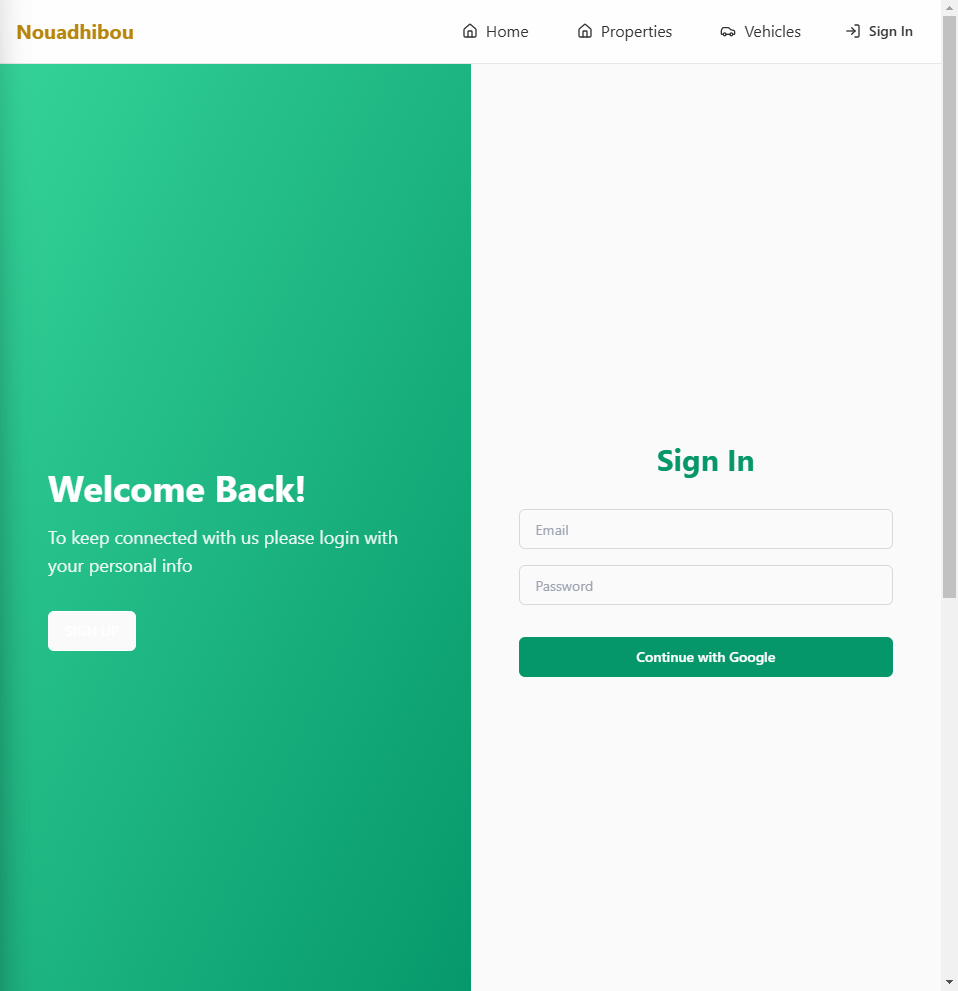 Nouadhibou
Home
Properties
Vehicles
Sign In
Welcome Back!
To keep connected with us please login with
your personal info
SIGN UP
Sign In
Email
Password
Continue with Google